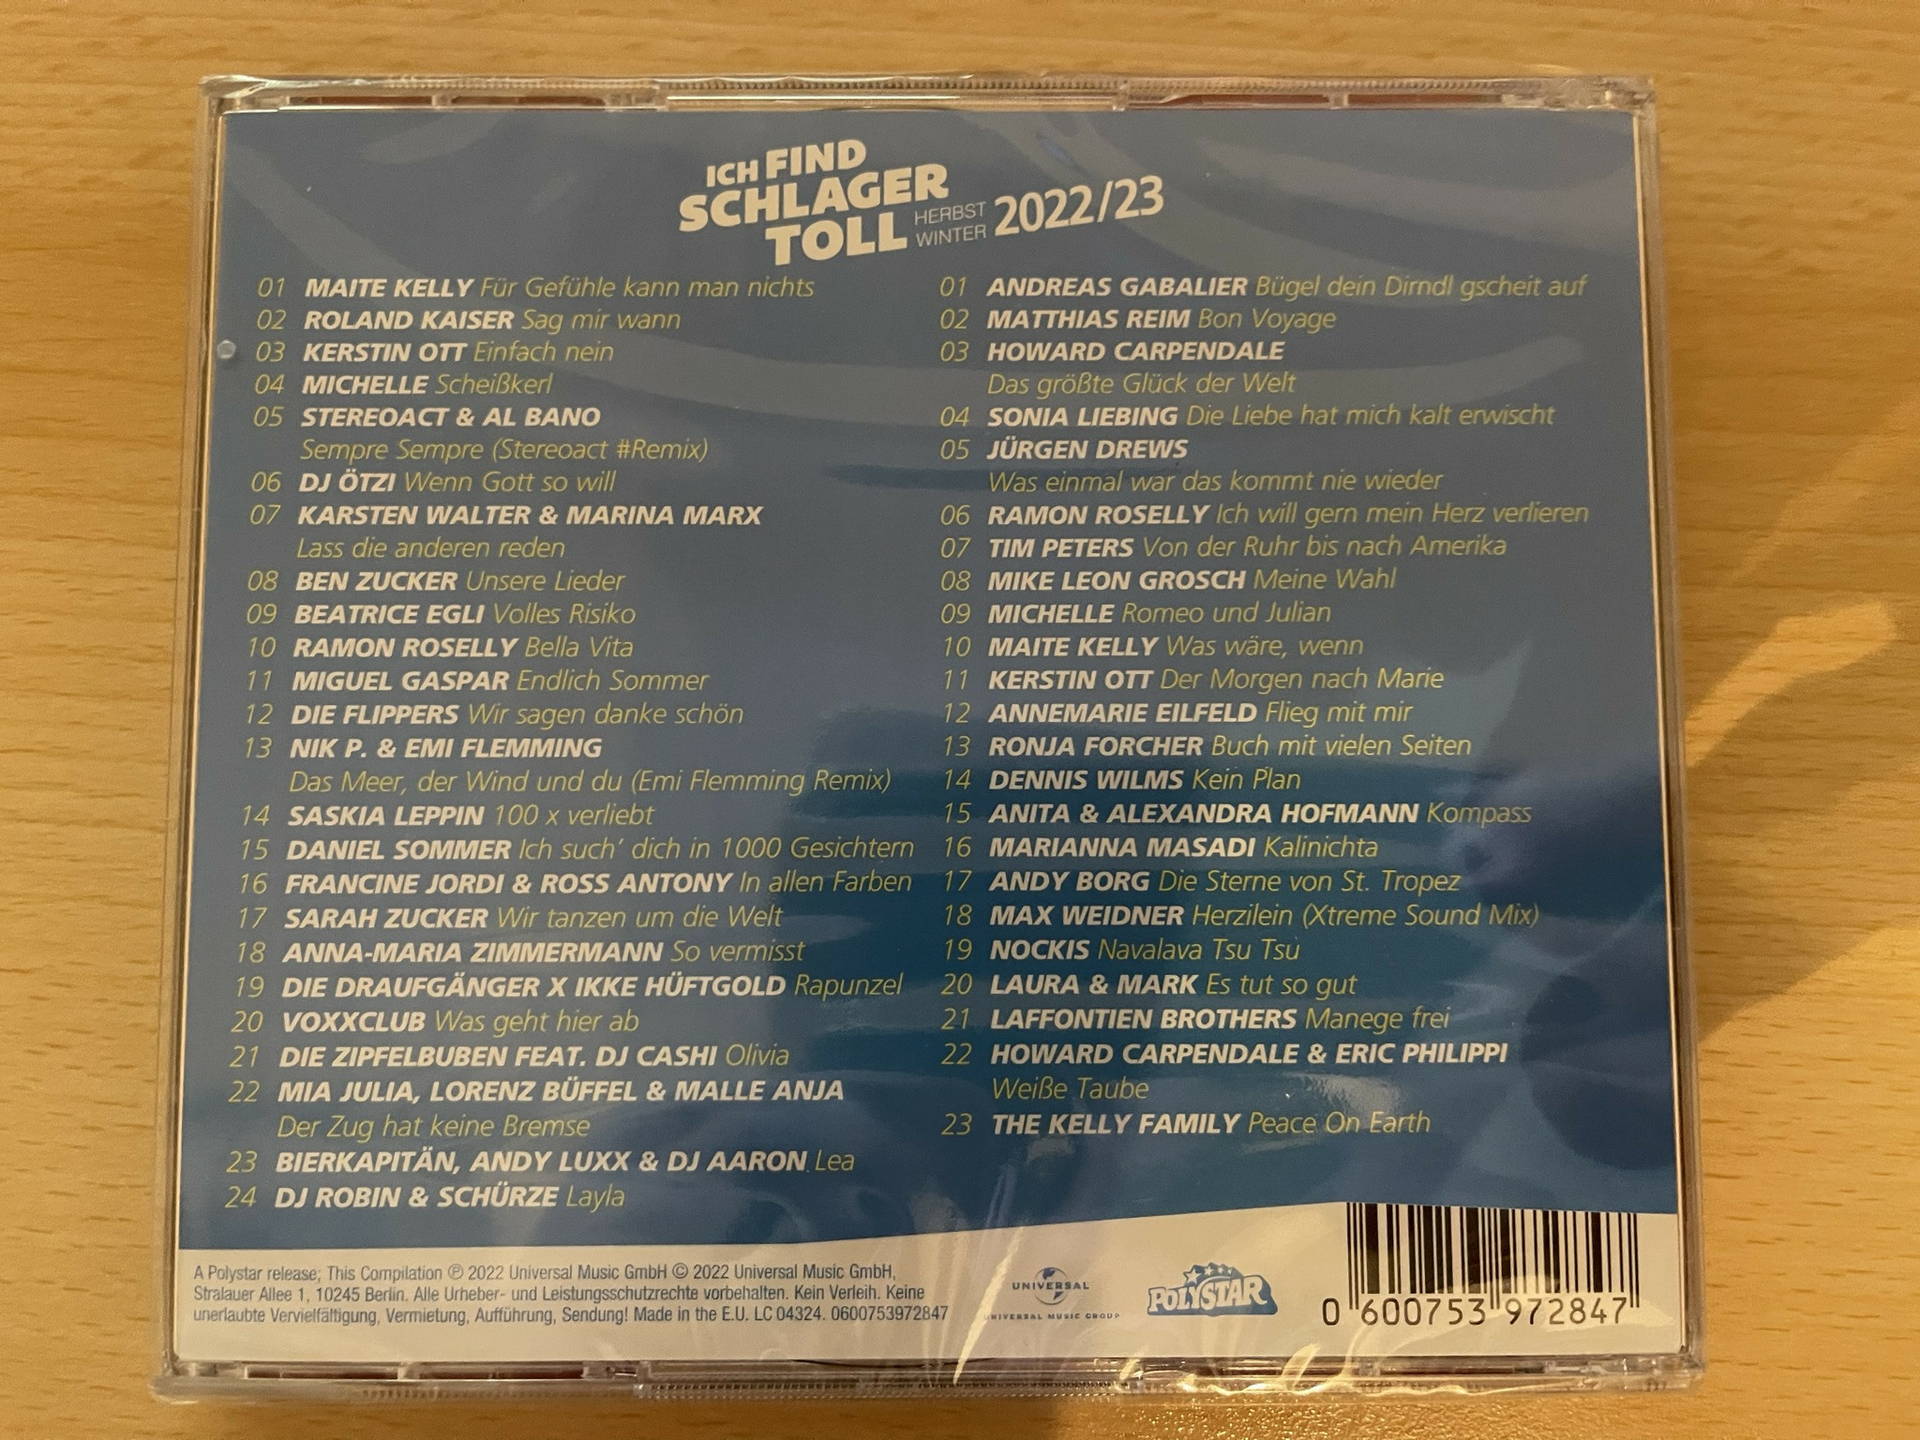 ICH FIND
SCHLAGER
TOLL
HERBST
WINTER
2022/23
01 MAITE KELLY Für Gefühle kann man nichts
02 ROLAND KAISER Sag mir wann
03 KERSTIN OTT Einfach nein
04 MICHELLE Scheißkerl
05 STEREOACT & AL BANO
Sempre Sempre (Stereoact #Remix)
06 DJ ÖTZI Wenn Gott so will
07 KARSTEN WALTER & MARINA MARX
Lass die anderen reden
08 BEN ZUCKER Unsere Lieder
09 BEATRICE EGLI Volles Risiko
10 RAMON ROSELLY Bella Vita
11 MIGUEL GASPAR Endlich Sommer
12 DIE FLIPPERS Wir sagen danke schön
13 NIK P. & EMI FLEMMING
Das Meer, der Wind und du (Emi Flemming Remix)
14 SASKIA LEPPIN 100 x verliebt
15 DANIEL SOMMER Ich such' dich in 1000 Gesichtern
16 FRANCINE JORDI & ROSS ANTONY In allen Farben
17 SARAH ZUCKER Wir tanzen um die Welt
18 ANNA-MARIA ZIMMERMANN So vermisst
19 DIE DRAUFGÄNGER X IKKE HÜFTGOLD Rapunzel
20 VOXXCLUB Was geht hier ab
21 DIE ZIPFELBUBEN FEAT. DJ CASHI Olivia
22 MIA JULIA, LORENZ BÜFFEL & MALLE ANJA
Der Zug hat keine Bremse
23 BIERKAPITÄN, ANDY LUXX & DJ AARON Lea
24 DJ ROBIN & SCHÜRZE Layla
01 ANDREAS GABALIER Bügel dein Dirndl gscheit auf
02 MATTHIAS REIM Bon Voyage
03 HOWARD CARPENDALE
Das größte Glück der Welt
04 SONIA LIEBING Die Liebe hat mich kalt erwischt
05 JÜRGEN DREWS
Was einmal war das kommt nie wieder
06 RAMON ROSELLY Ich will gern mein Herz verlieren
07 TIM PETERS Von der Ruhr bis nach Amerika
08 MIKE LEON GROSCH Meine Wahl
09 MICHELLE Romeo und Julian
10 MAITE KELLY Was wäre, wenn
11 KERSTIN OTT Der Morgen nach Marie
12 ANNEMARIE EILFELD Flieg mit mir
13 RONJA FORCHER Buch mit vielen Seiten
14 DENNIS WILMS Kein Plan
15 ANITA & ALEXANDRA HOFMANN Kompass
16 MARIANNA MASADI Kalinichta
17 ANDY BORG Die Sterne von St. Tropez
18 MAX WEIDNER Herzilein (Xtreme Sound Mix)
19 NOCKIS Navalava Tsu Tsu
20 LAURA & MARK Es tut so gut
21 LAFFONTIEN BROTHERS Manege frei
22 HOWARD CARPENDALE & ERIC PHILIPPI
Weiße Taube
23 THE KELLY FAMILY Peace On Earth
A Polystar release; This Compilation ℗ 2022 Universal Music GmbH © 2022 Universal Music GmbH,
Stralauer Allee 1, 10245 Berlin. Alle Urheber- und Leistungsschutzrechte vorbehalten. Kein Verleih. Keine
unerlaubte Vervielfältigung, Vermietung, Aufführung, Sendung! Made in the E.U. LC 04324. 0600753972847
UNIVERSAL
UNIVERSAL MUSIC GROUP
POLYSTAR
0 600753 972847